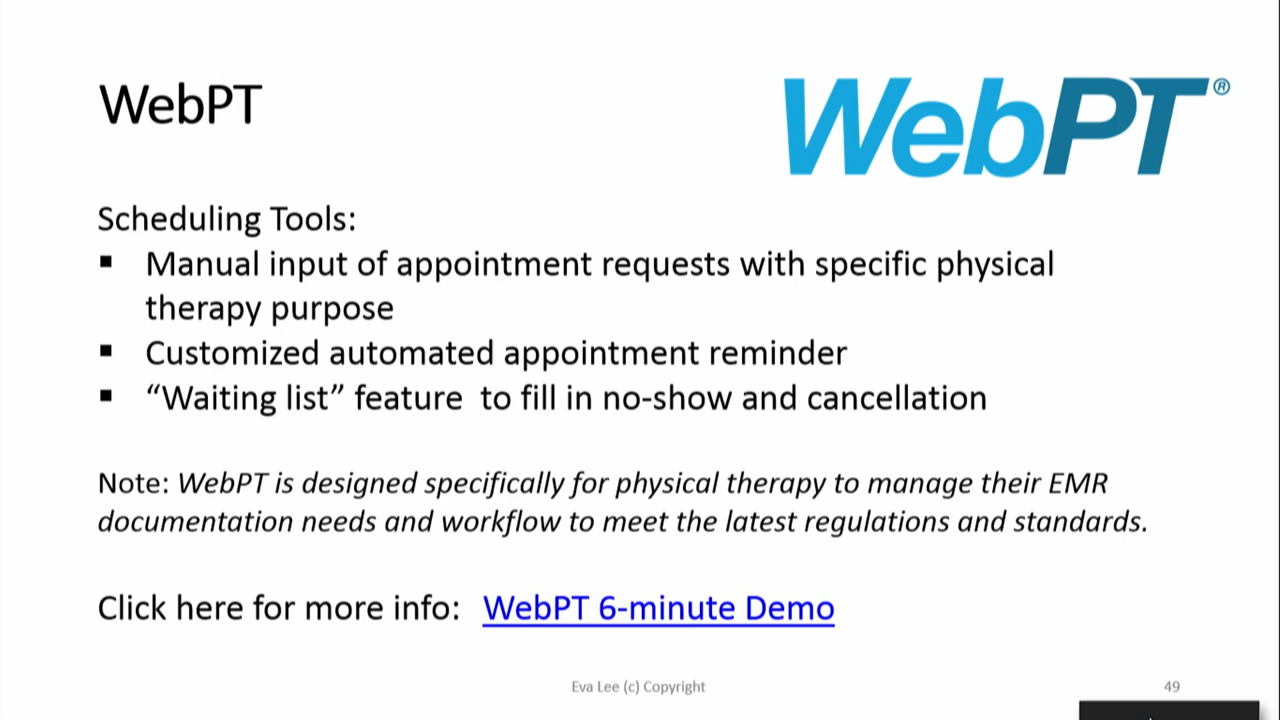 WebPT
WebPT®
Scheduling Tools:
▪ Manual input of appointment requests with specific physical
therapy purpose
▪ Customized automated appointment reminder
▪ “Waiting list” feature  to fill in no-show and cancellation
Note: WebPT is designed specifically for physical therapy to manage their EMR
documentation needs and workflow to meet the latest regulations and standards.
Click here for more info:  WebPT 6-minute Demo
Eva Lee (c) Copyright
49